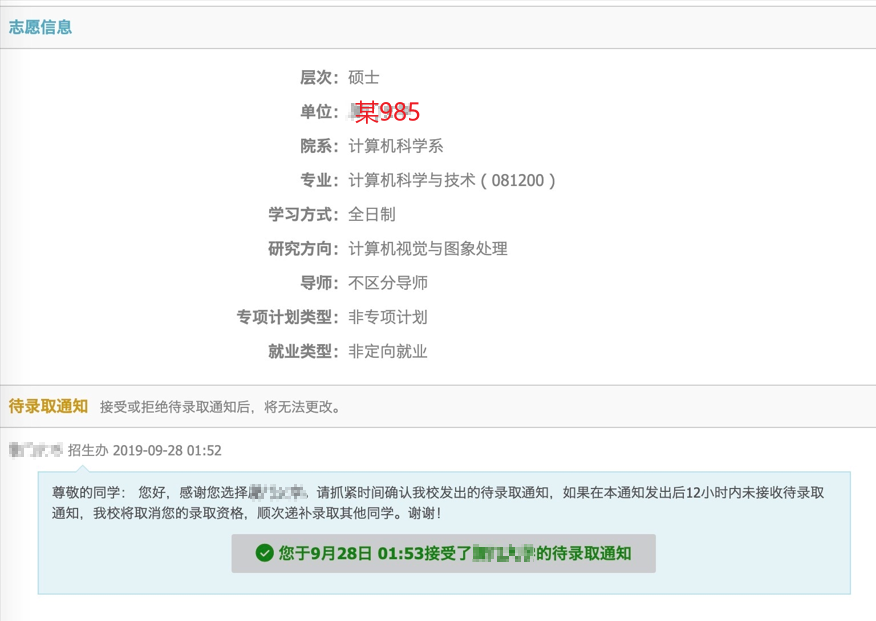 志愿信息
层次：硕士
单位：某985
院系：计算机科学系
专业：计算机科学与技术 ( 081200 )
学习方式：全日制
研究方向：计算机视觉与图象处理
导师：不区分导师
专项计划类型：非专项计划
就业类型：非定向就业
待录取通知 接受或拒绝待录取通知后，将无法更改。
招生办 2019-09-28 01:52
尊敬的同学： 您好，感谢您选择。请抓紧时间确认我校发出的待录取通知，如果在本通知发出后12小时内未接收待录取
通知，我校将取消您的录取资格，顺次递补录取其他同学。谢谢！
您于9月28日 01:53接受了的待录取通知